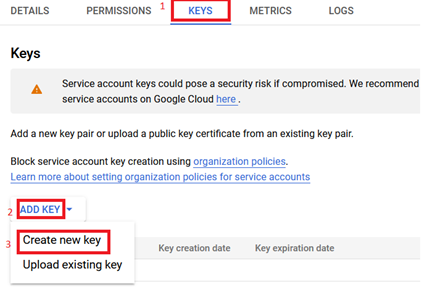 DETAILS PERMISSIONS 1 KEYS METRICS LOGS
Keys
Service account keys could pose a security risk if compromised. We recommend
service accounts on Google Cloud here .
Add a new key pair or upload a public key certificate from an existing key pair.
Block service account key creation using organization policies.
Learn more about setting organization policies for service accounts
2 ADD KEY
3 Create new key
Key creation date Key expiration date
Upload existing key